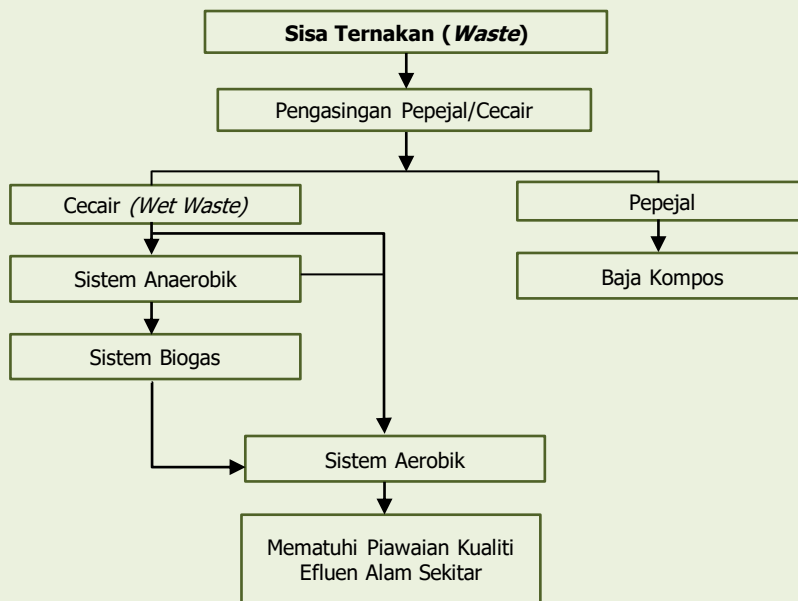 Sisa Ternakan (Waste)
Pengasingan Pepejal/Cecair
Cecair (Wet Waste)
Pepejal
Sistem Anaerobik
Baja Kompos
Sistem Biogas
Sistem Aerobik
Mematuhi Piawaian Kualiti
Efluen Alam Sekitar